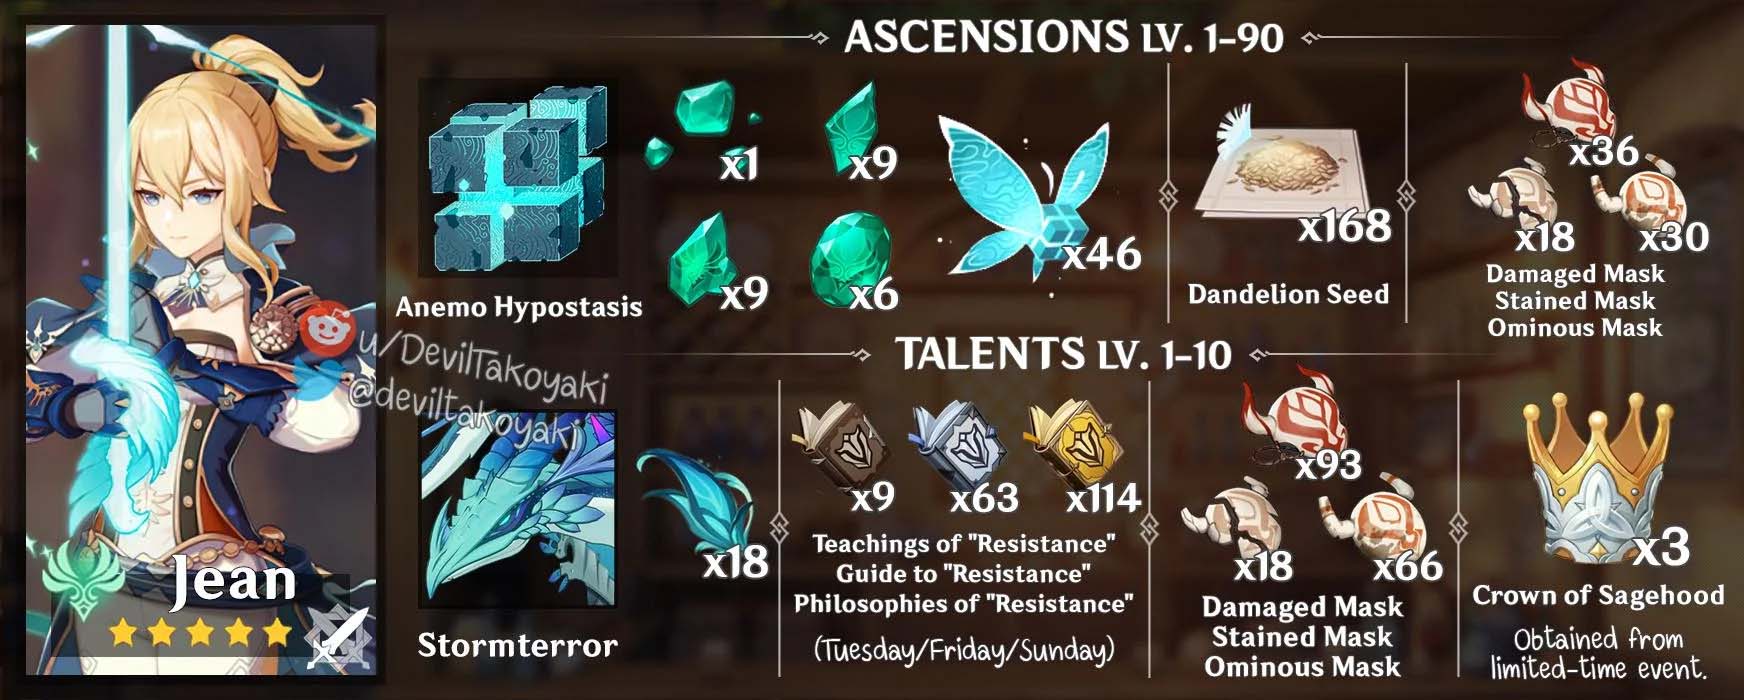 ASCENSIONS LV. 1-90
x1
x9
x9
x6
x46
x168
x36
x18
x30
Anemo Hypostasis
Dandelion Seed
Damaged Mask
Stained Mask
Ominous Mask
u/DevilTakoyaki
@deviltakoyaki
TALENTS LV. 1-10
x18
x9
x63
x114
Teachings of "Resistance"
Guide to "Resistance"
Philosophies of "Resistance"
(Tuesday/Friday/Sunday)
x93
x18
x66
Damaged Mask
Stained Mask
Ominous Mask
x3
Crown of Sagehood
Obtained from
limited-time event.
Jean
Stormterror